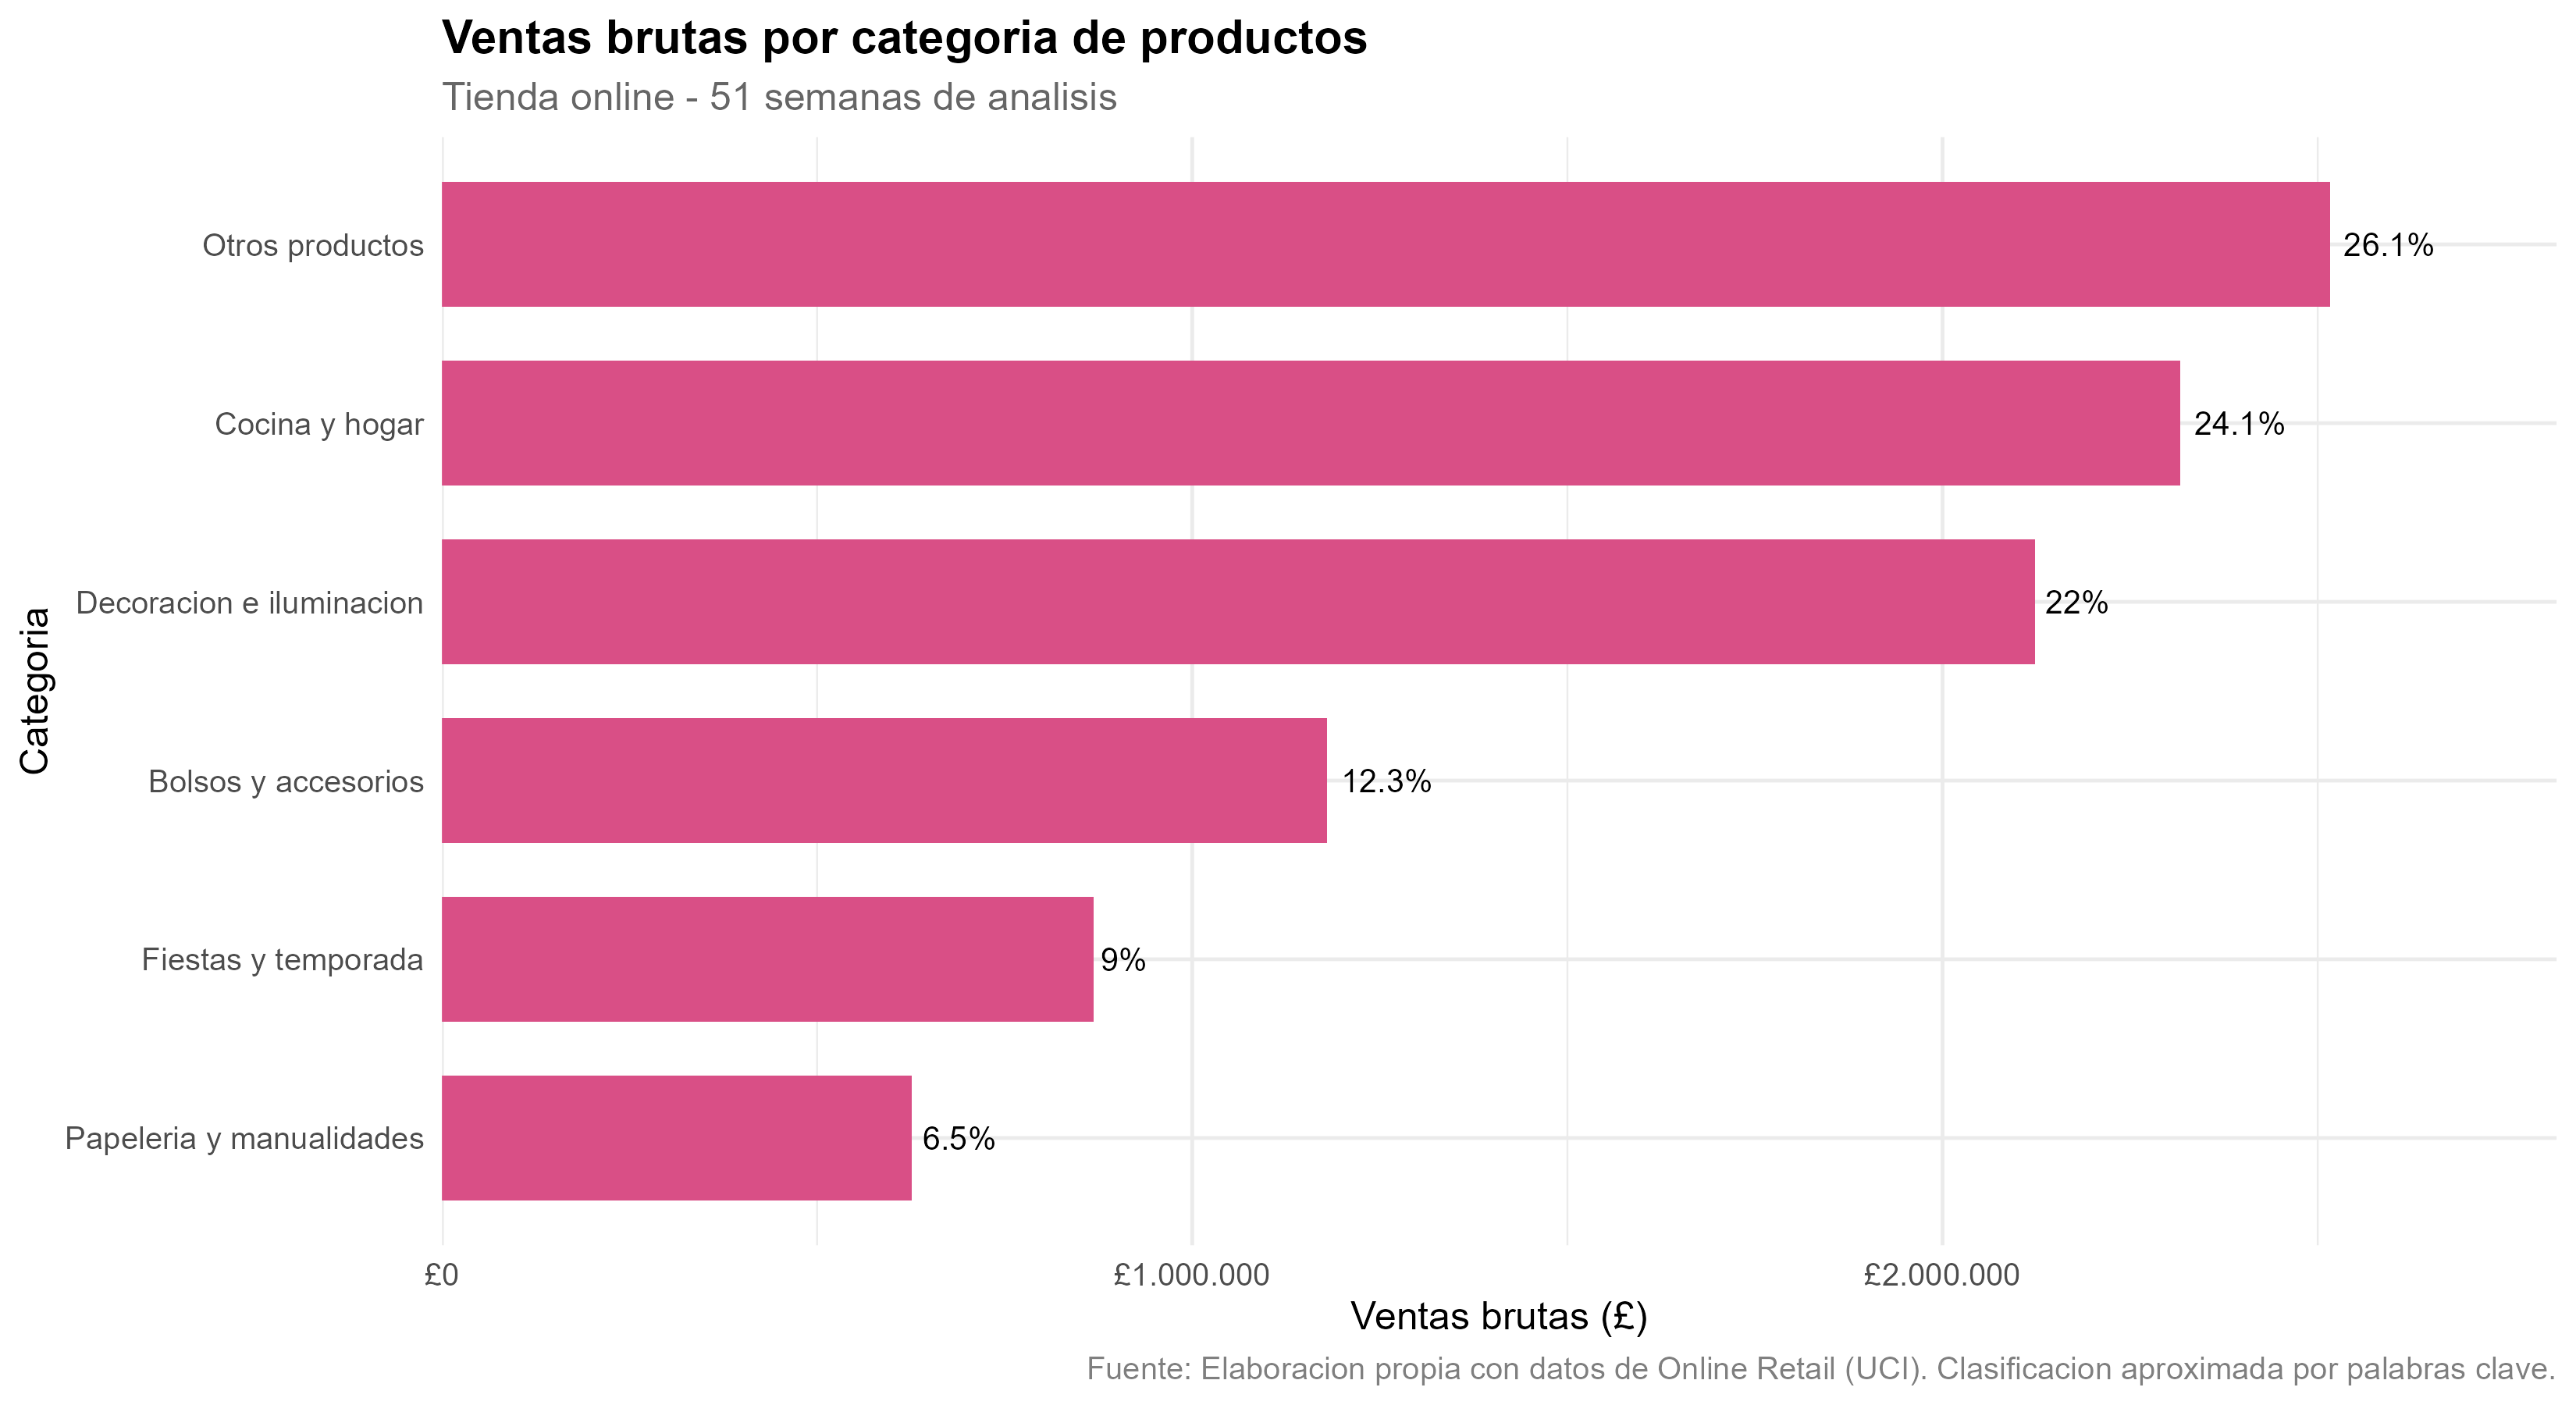 Ventas brutas por categoria de productos
Tienda online - 51 semanas de analisis
Categoria
Otros productos
26.1%
Cocina y hogar
24.1%
Decoracion e iluminacion
22%
Bolsos y accesorios
12.3%
Fiestas y temporada
9%
Papeleria y manualidades
6.5%
£0
£1.000.000
£2.000.000
Ventas brutas (£)
Fuente: Elaboracion propia con datos de Online Retail (UCI). Clasificacion aproximada por palabras clave.